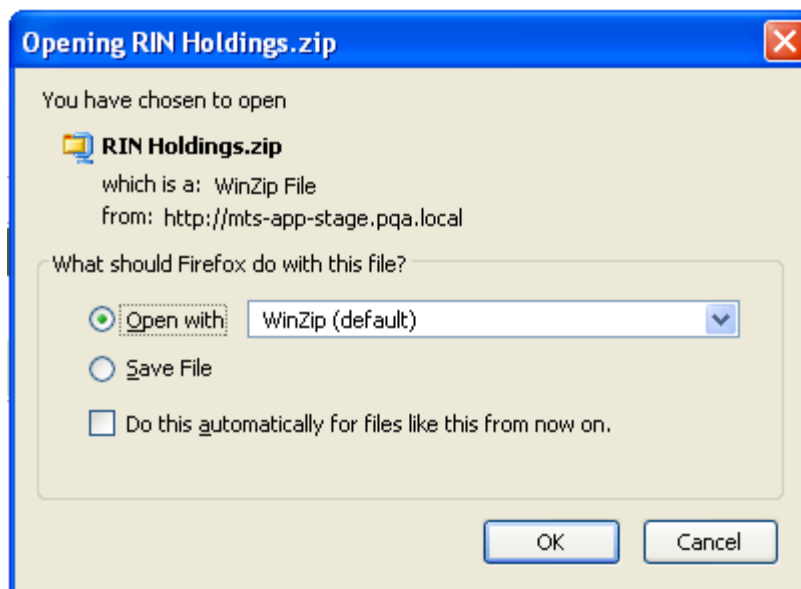 Opening RIN Holdings.zip
You have chosen to open
RIN Holdings.zip
which is a: WinZip File
from: http://mts-app-stage.pqa.local
What should Firefox do with this file?
Open with WinZip (default)
Save File
Do this automatically for files like this from now on.
OK Cancel